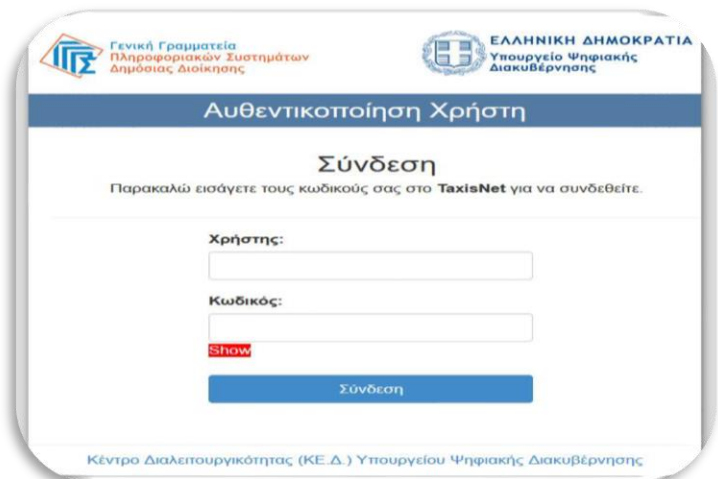 Γενική Γραμματεία
Πληροφοριακών Συστημάτων
Δημόσιας Διοίκησης
ΕΛΛΗΝΙΚΗ ΔΗΜΟΚΡΑΤΙΑ
Υπουργείο Ψηφιακής
Διακυβέρνησης
Αυθεντικοποίηση Χρήστη
Σύνδεση
Παρακαλώ εισάγετε τους κωδικούς σας στο TaxisNet για να συνδεθείτε.
Χρήστης:
Κωδικός:
Show
Σύνδεση
Κέντρο Διαλειτουργικότητας (ΚΕ.Δ.) Υπουργείου Ψηφιακής Διακυβέρνησης